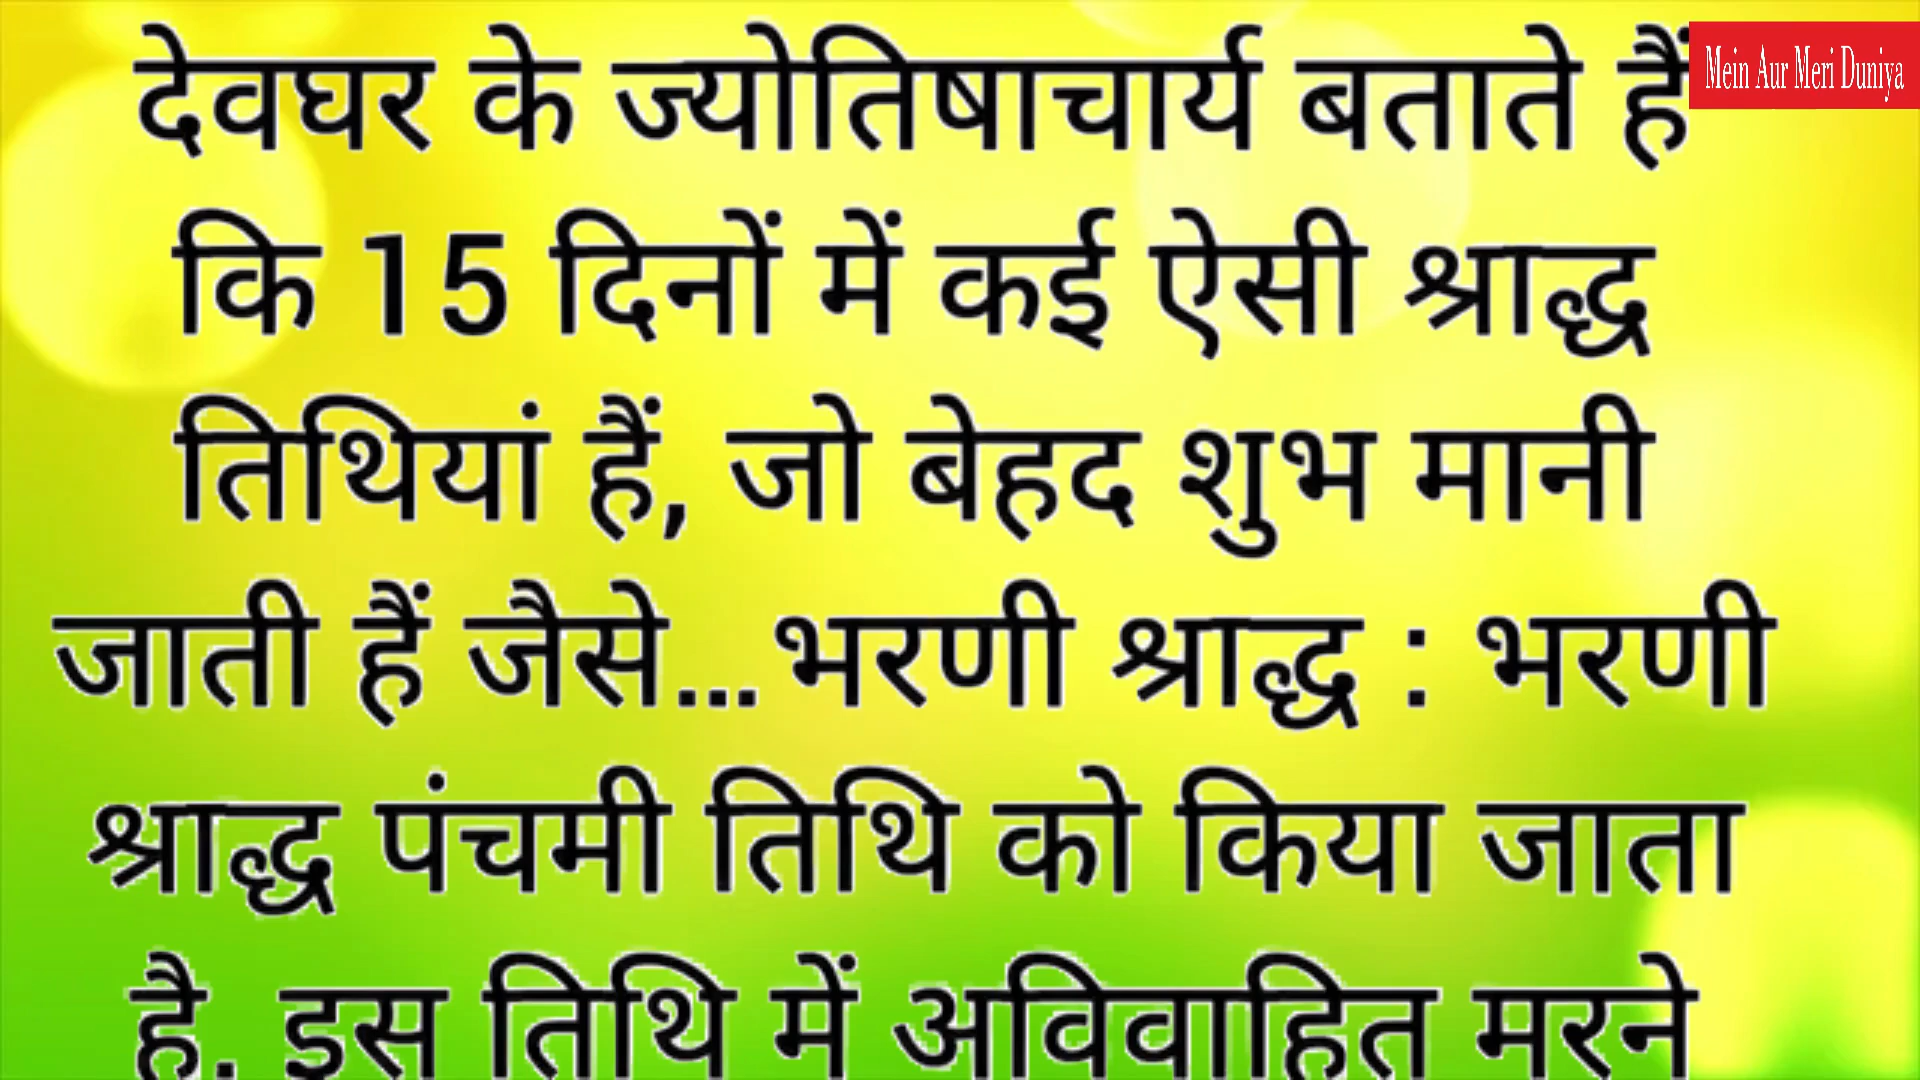 देवघर के ज्योतिषाचार्य बताते हैं
Mein Aur Meri Duniya
कि 15 दिनों में कई ऐसी श्राद्ध
तिथियां हैं, जो बेहद शुभ मानी
जाती हैं जैसे... भरणी श्राद्ध : भरणी
श्राद्ध पंचमी तिथि को किया जाता
है. इस तिथि में अविवाहित मरने